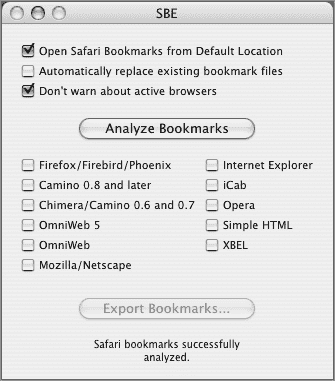 SBE
Open Safari Bookmarks from Default Location
Automatically replace existing bookmark files
Don't warn about active browsers
Analyze Bookmarks
Firefox/Firebird/Phoenix
Internet Explorer
Camino 0.8 and later
iCab
Chimera/Camino 0.6 and 0.7
Opera
OmniWeb 5
Simple HTML
OmniWeb
XBEL
Mozilla/Netscape
Export Bookmarks...
Safari bookmarks successfully
analyzed.